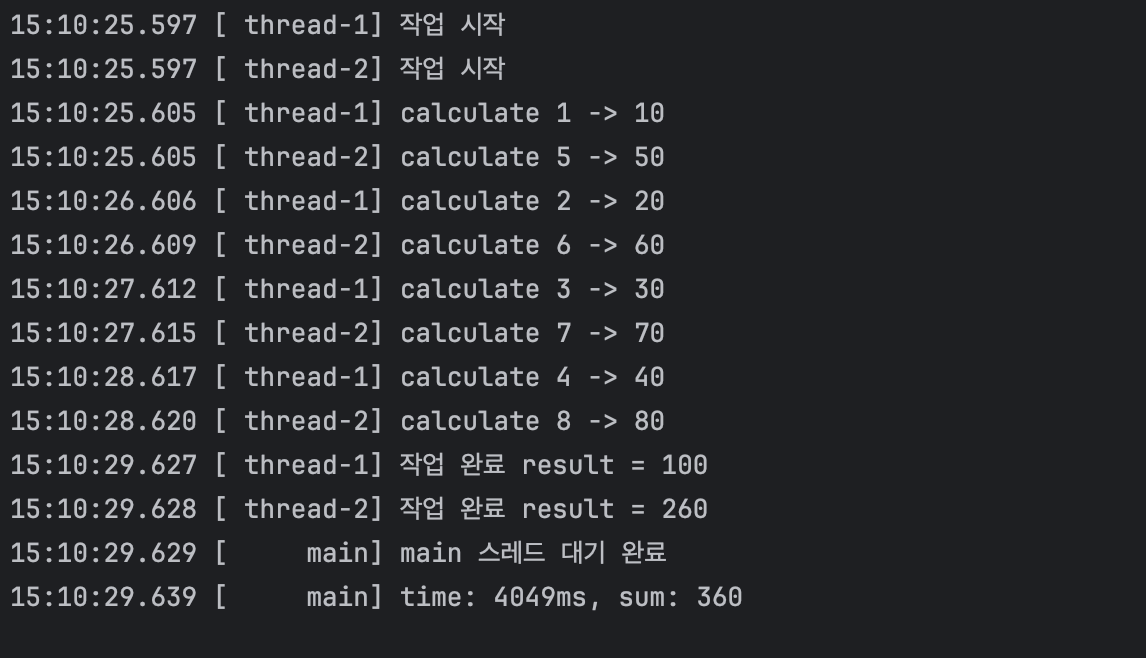 15:10:25.597 [ thread-1] 작업 시작
15:10:25.597 [ thread-2] 작업 시작
15:10:25.605 [ thread-1] calculate 1 -> 10
15:10:25.605 [ thread-2] calculate 5 -> 50
15:10:26.606 [ thread-1] calculate 2 -> 20
15:10:26.609 [ thread-2] calculate 6 -> 60
15:10:27.612 [ thread-1] calculate 3 -> 30
15:10:27.615 [ thread-2] calculate 7 -> 70
15:10:28.617 [ thread-1] calculate 4 -> 40
15:10:28.620 [ thread-2] calculate 8 -> 80
15:10:29.627 [ thread-1] 작업 완료 result = 100
15:10:29.628 [ thread-2] 작업 완료 result = 260
15:10:29.629 [     main] main 스레드 대기 완료
15:10:29.639 [     main] time: 4049ms, sum: 360